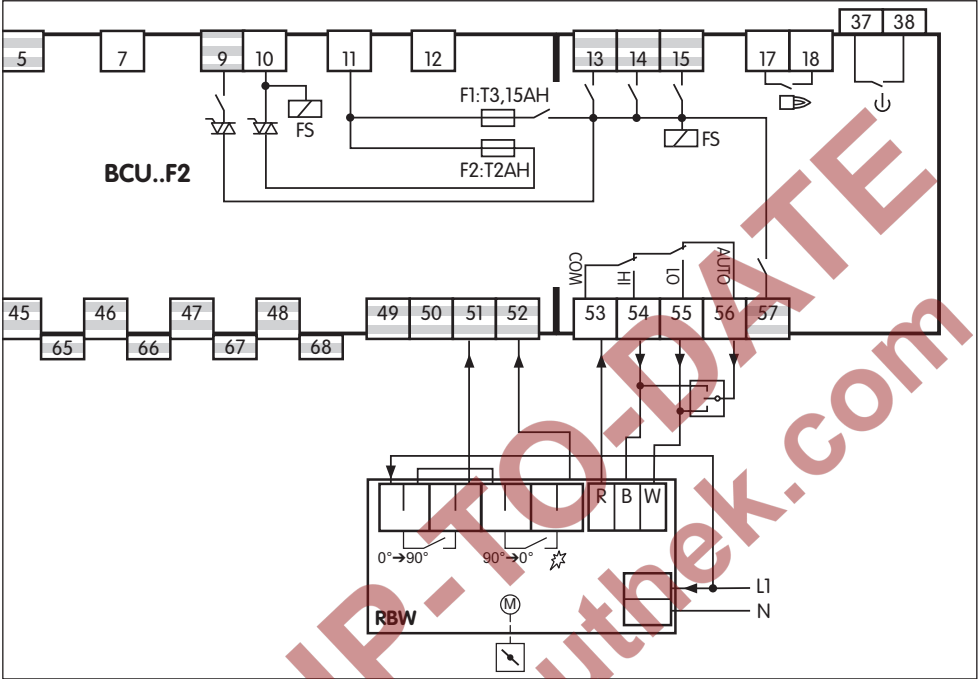 37 38
5 7 9 10 11 12 13 14 15 17 18
F1:T3,15AH
FS
FS
F2:T2AH
BCU..F2
COM HI LO AUTO
45 46 47 48 49 50 51 52 53 54 55 56 57
65 66 67 68
R B W
0°→90° 90°→0°
L1
M
N
RBW
UP-TO-DATE
uthek.com